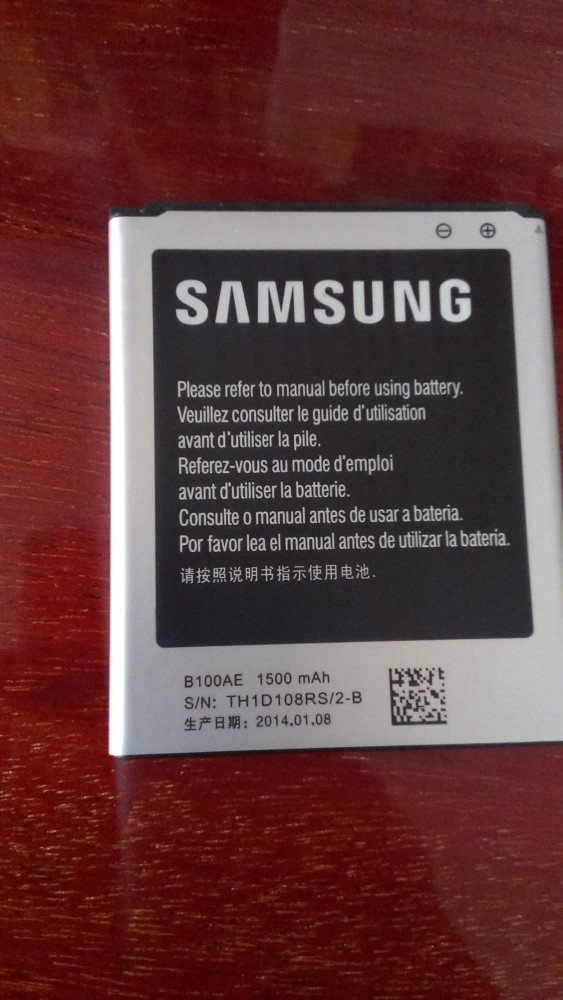 ⊖ ⊕
SAMSUNG
Please refer to manual before using battery.
Veuillez consulter le guide d'utilisation
avant d'utiliser la pile.
Referez-vous au mode d'emploi
avant d'utiliser la batterie.
Consulte o manual antes de usar a bateria.
Por favor lea el manual antes de utilizar la batería.
请按照说明书指示使用电池.
B100AE 1500 mAh
S/N: TH1D108RS/2-B
生产日期: 2014.01.08